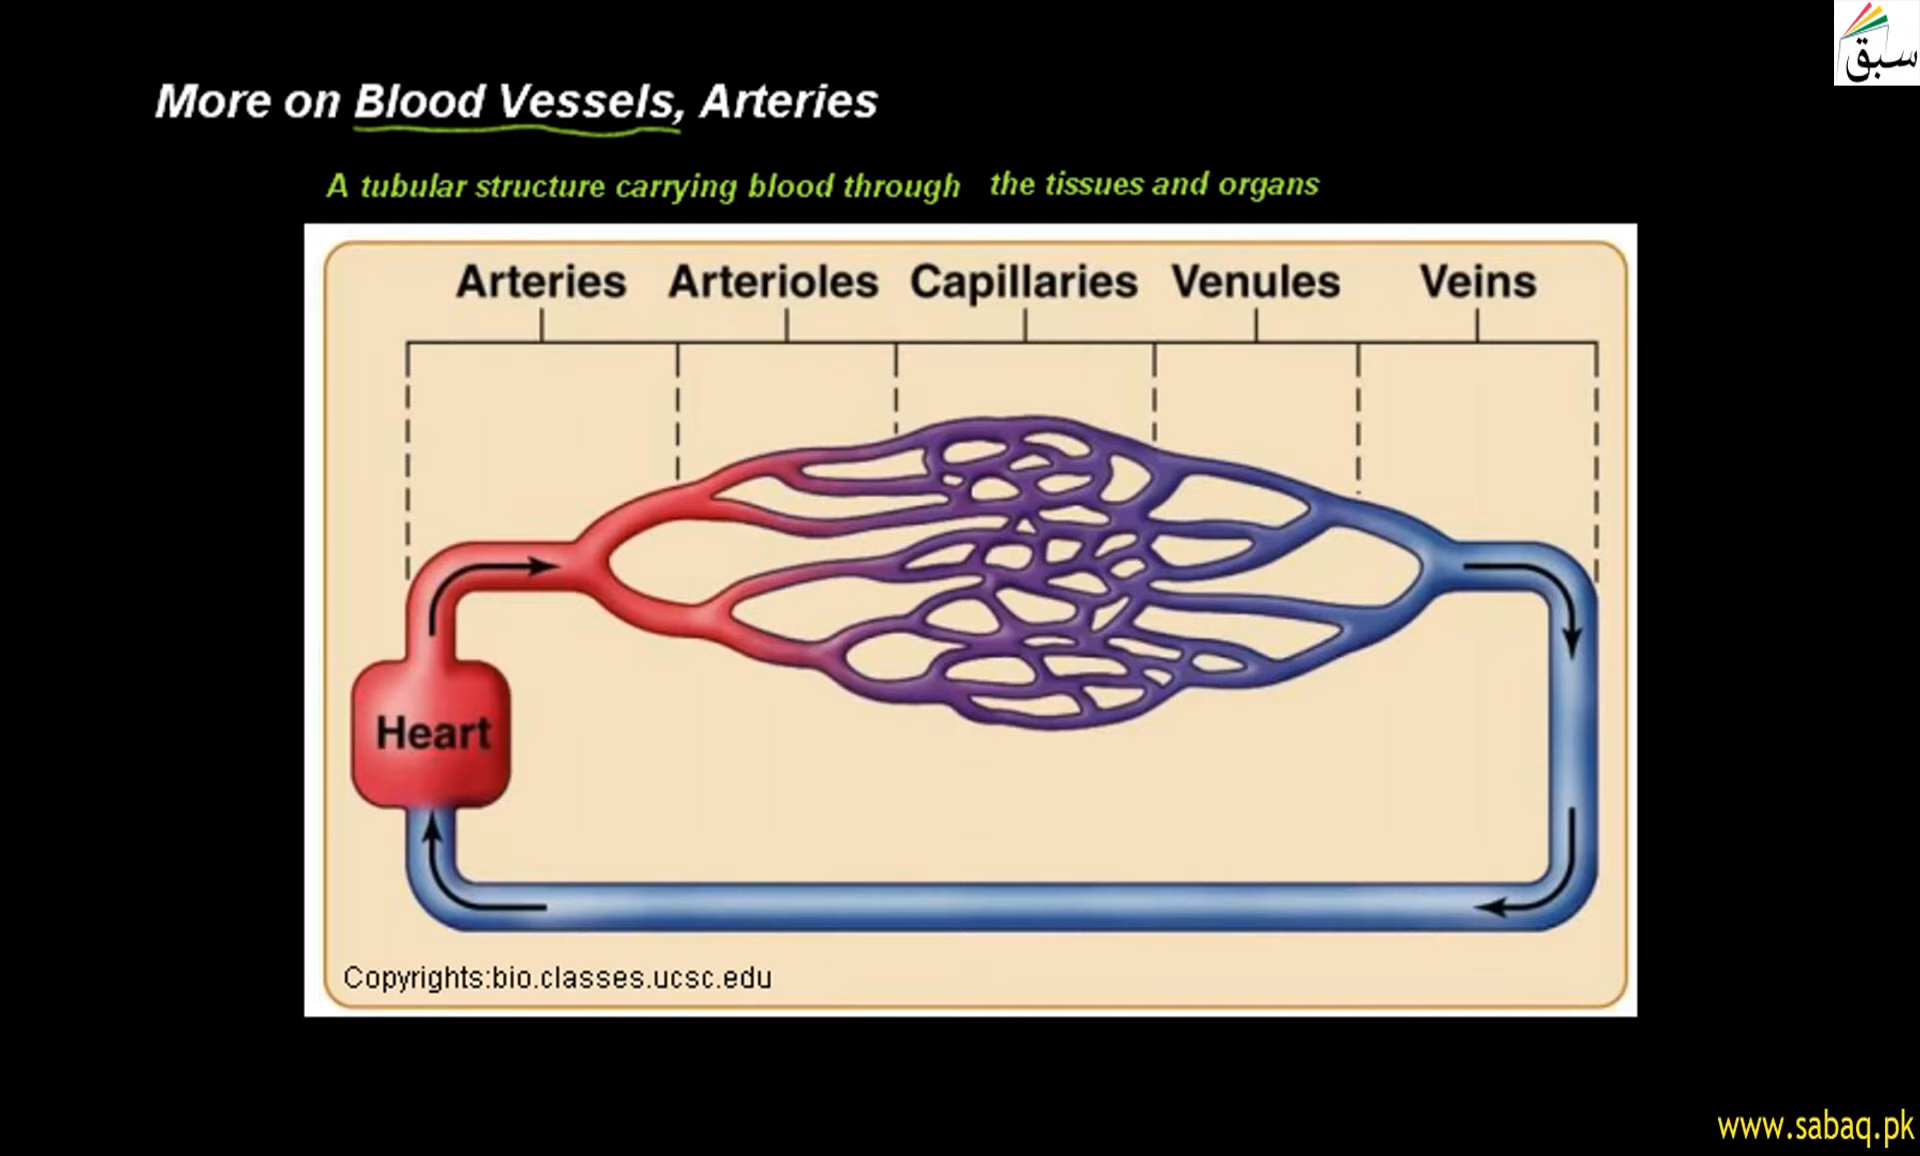 سبق
More on Blood Vessels, Arteries
A tubular structure carrying blood through the tissues and organs
Arteries Arterioles Capillaries Venules Veins
Heart
Copyrights:bio.classes.ucsc.edu
www.sabaq.pk